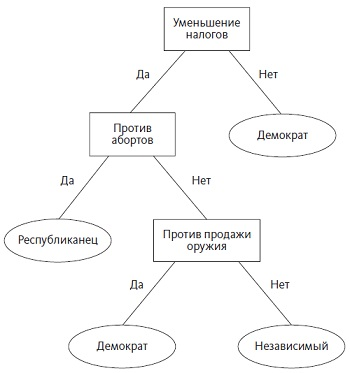 Уменьшение
налогов
Да
Нет
Против
абортов
Демократ
Да
Нет
Республиканец
Против продажи
оружия
Да
Нет
Демократ
Независимый